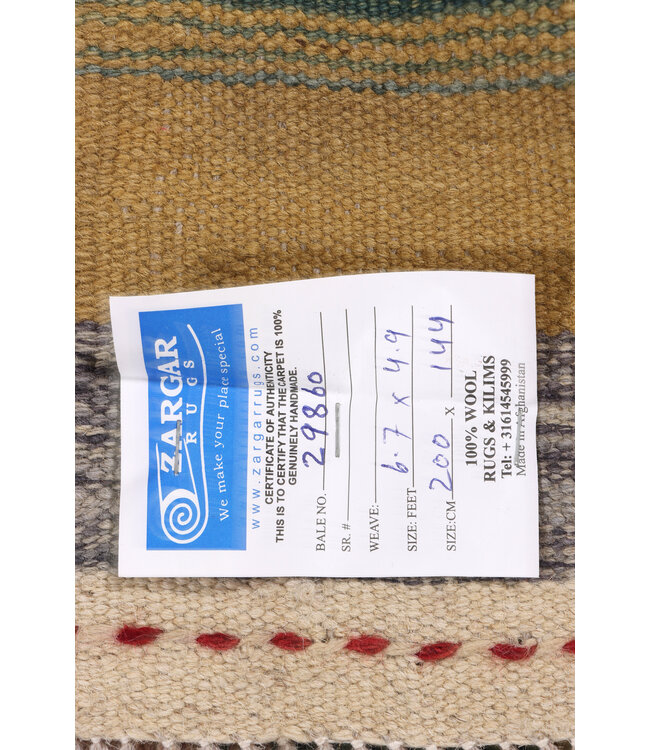 ZARGAR
RUGS
We make your place special
www.zargarrugs.com
CERTIFICATE OF AUTHENTICITY
THIS IS TO CERTIFY THAT THE CARPET IS 100%
GENUINELY HANDMADE.
BALE NO. 29860
SR. #
WEAVE:
SIZE: FEET 6.7 x 4.9
SIZE:CM 200 X 144
100% WOOL
RUGS & KILIMS
Tel: + 31614545999
Made in Afghanistan